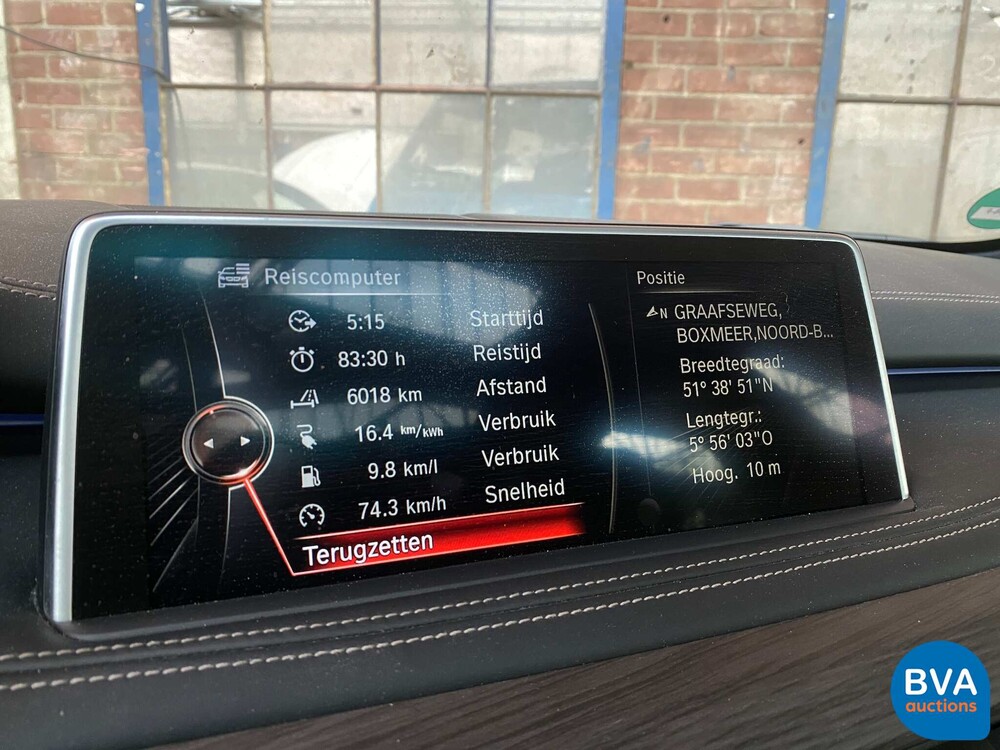 Reiscomputer
5:15 Starttijd
83:30 h Reistijd
6018 km Afstand
16.4 km/kWh Verbruik
9.8 km/l Verbruik
74.3 km/h Snelheid
Terugzetten
Positie
N GRAAFSEWEG,
BOXMEER,NOORD-B...
Breedtegraad:
51° 38' 51"N
Lengtegr.:
5° 56' 03"O
Hoog. 10 m
BVA
auctions